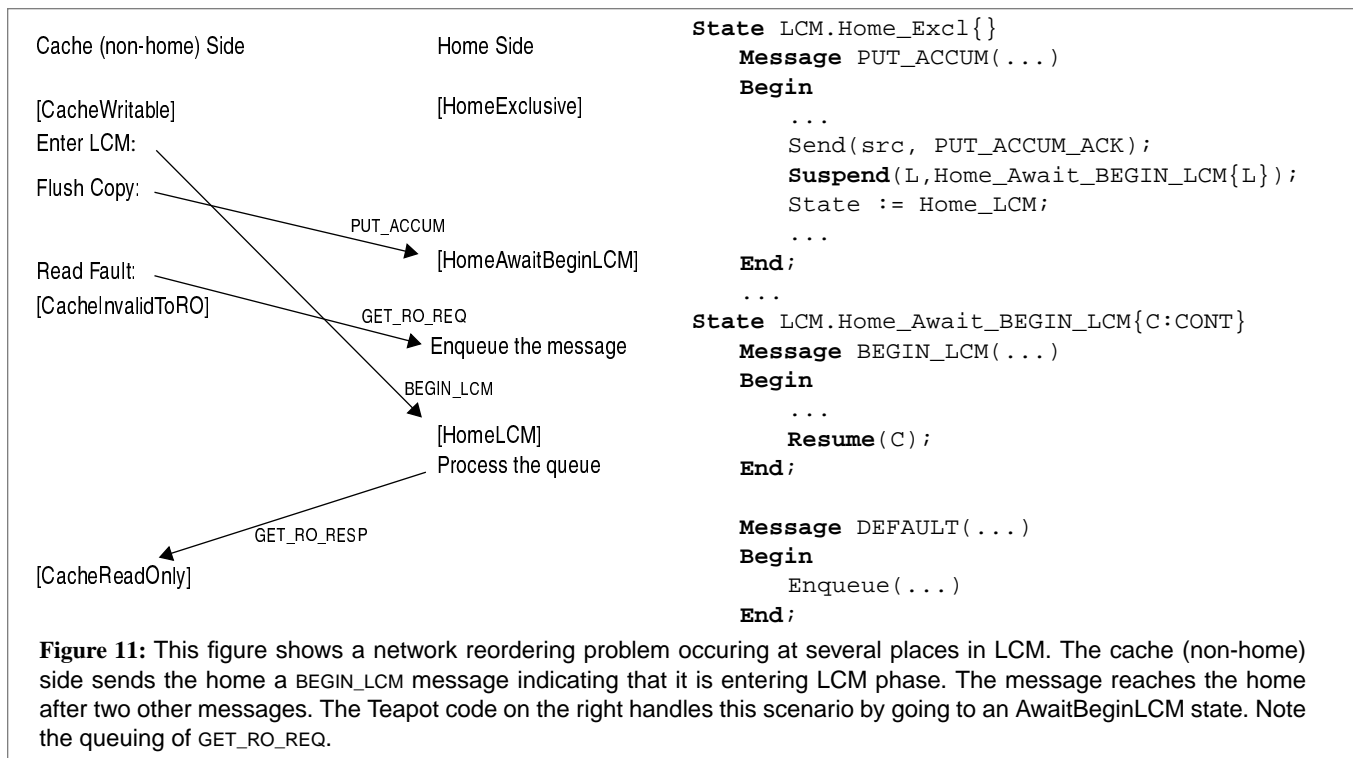 Cache (non-home) Side
Home Side
[CacheWritable]
[HomeExclusive]
Enter LCM:
Flush Copy:
PUT_ACCUM
[HomeAwaitBeginLCM]
Read Fault:
[CacheInvalidToRO]
GET_RO_REQ
Enqueue the message
BEGIN_LCM
[HomeLCM]
Process the queue
GET_RO_RESP
[CacheReadOnly]
State LCM.Home_Excl{}
Message PUT_ACCUM(...)
Begin
...
Send(src, PUT_ACCUM_ACK);
Suspend(L,Home_Await_BEGIN_LCM{L});
State := Home_LCM;
...
End;
...
State LCM.Home_Await_BEGIN_LCM{C:CONT}
Message BEGIN_LCM(...)
Begin
...
Resume(C);
End;
Message DEFAULT(...)
Begin
Enqueue(...)
End;
Figure 11: This figure shows a network reordering problem occuring at several places in LCM. The cache (non-home)
side sends the home a BEGIN_LCM message indicating that it is entering LCM phase. The message reaches the home
after two other messages. The Teapot code on the right handles this scenario by going to an AwaitBeginLCM state. Note
the queuing of GET_RO_REQ.